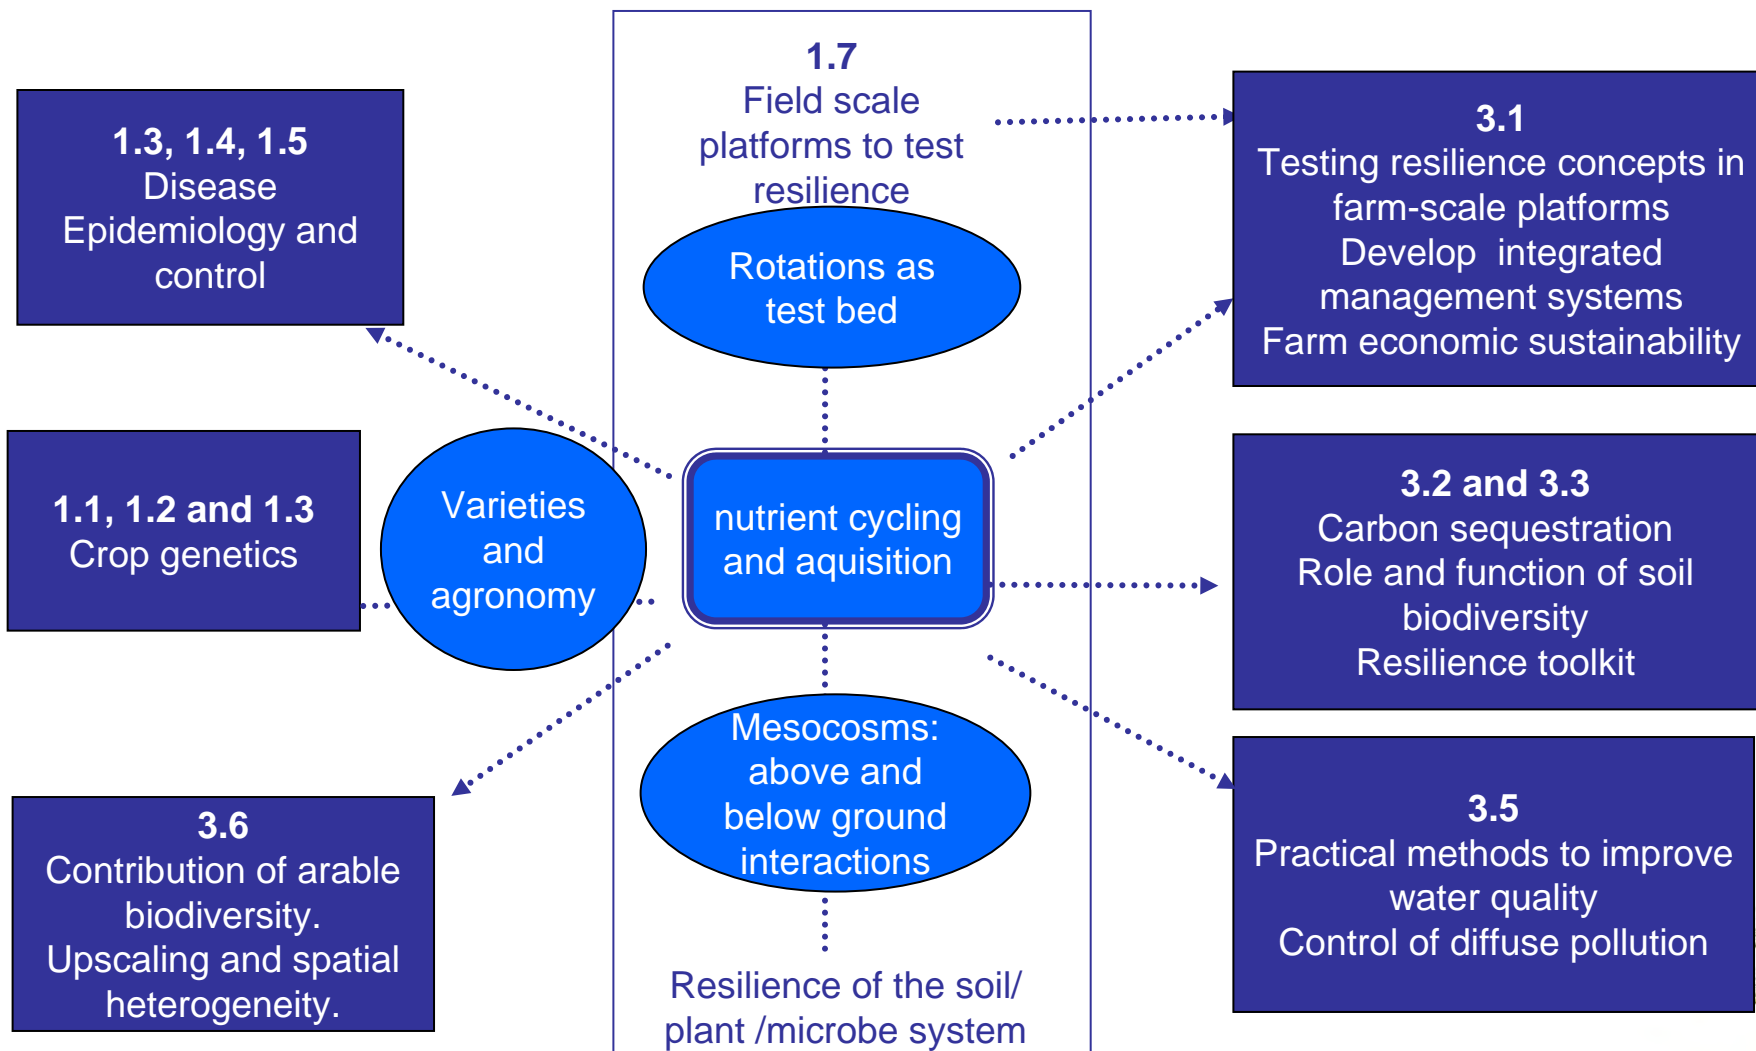 1.7
Field scale
platforms to test
resilience
Rotations as
test bed
1.3, 1.4, 1.5
Disease
Epidemiology and
control
3.1
Testing resilience concepts in
farm-scale platforms
Develop integrated
management systems
Farm economic sustainability
1.1, 1.2 and 1.3
Crop genetics
Varieties
and
agronomy
nutrient cycling
and aquisition
3.2 and 3.3
Carbon sequestration
Role and function of soil
biodiversity
Resilience toolkit
3.6
Contribution of arable
biodiversity.
Upscaling and spatial
heterogeneity.
Mesocosms:
above and
below ground
interactions
3.5
Practical methods to improve
water quality
Control of diffuse pollution
Resilience of the soil/
plant /microbe system